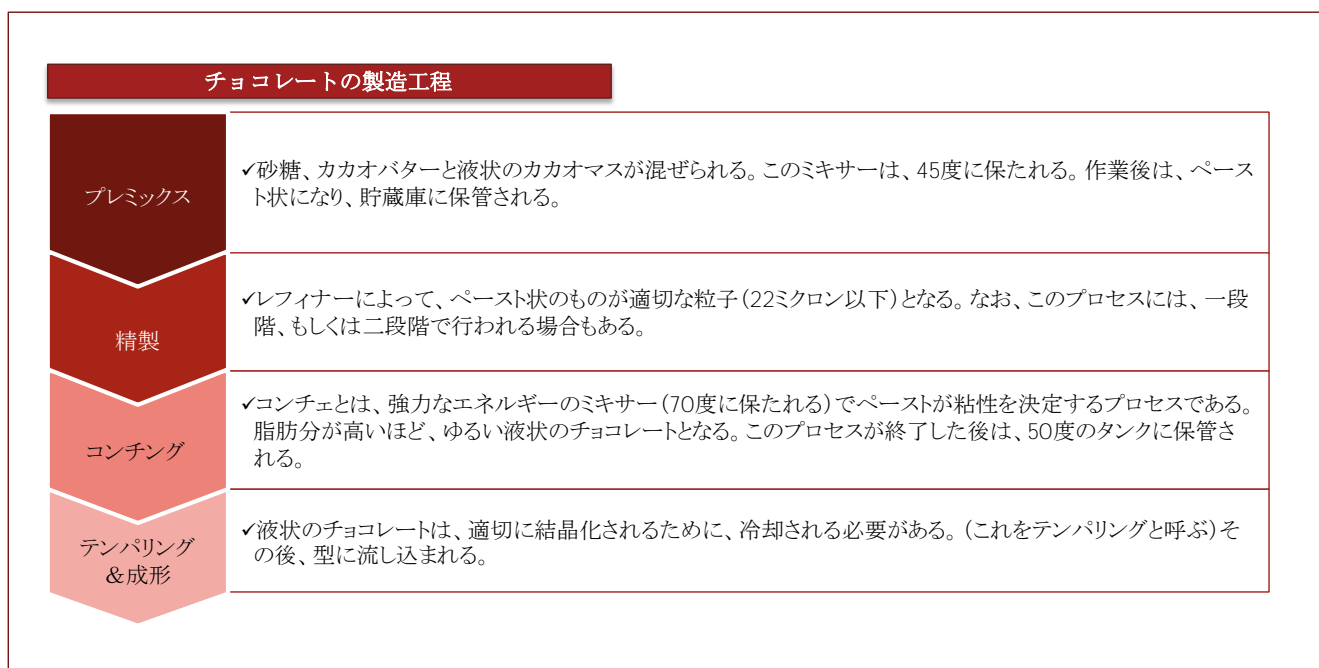 チョコレートの製造工程
プレミックス
✓砂糖、カカオバターと液状のカカオマスが混ぜられる。このミキサーは、45度に保たれる。作業後は、ペース
ト状になり、貯蔵庫に保管される。
精製
✓レフィナーによって、ペースト状のものが適切な粒子(22ミクロン以下)となる。なお、このプロセスには、一段
階、もしくは二段階で行われる場合もある。
コンチング
✓コンチェとは、強力なエネルギーのミキサー(70度に保たれる)でペーストが粘性を決定するプロセスである。
脂肪分が高いほど、ゆるい液状のチョコレートとなる。このプロセスが終了した後は、50度のタンクに保管さ
れる。
テンパリング
&成形
✓液状のチョコレートは、適切に結晶化されるために、冷却される必要がある。(これをテンパリングと呼ぶ)そ
の後、型に流し込まれる。